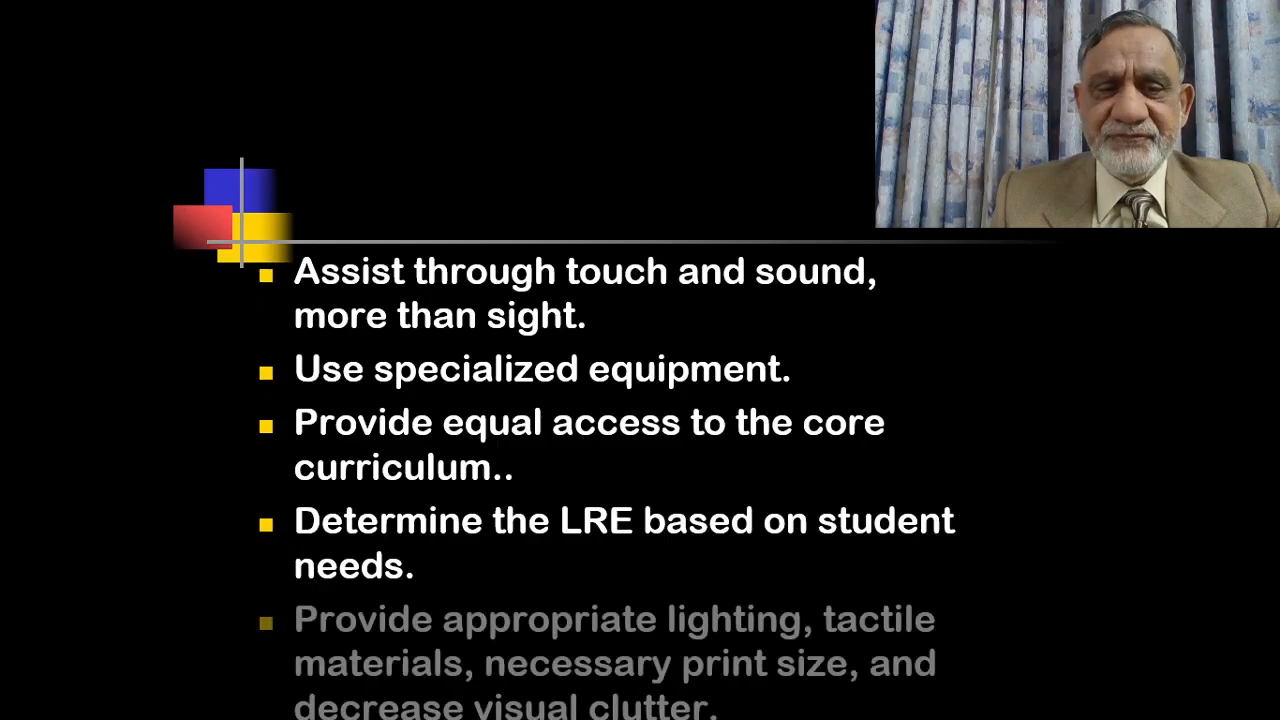 Assist through touch and sound,
more than sight.
Use specialized equipment.
Provide equal access to the core
curriculum..
Determine the LRE based on student
needs.
Provide appropriate lighting, tactile
materials, necessary print size, and
decrease visual clutter.